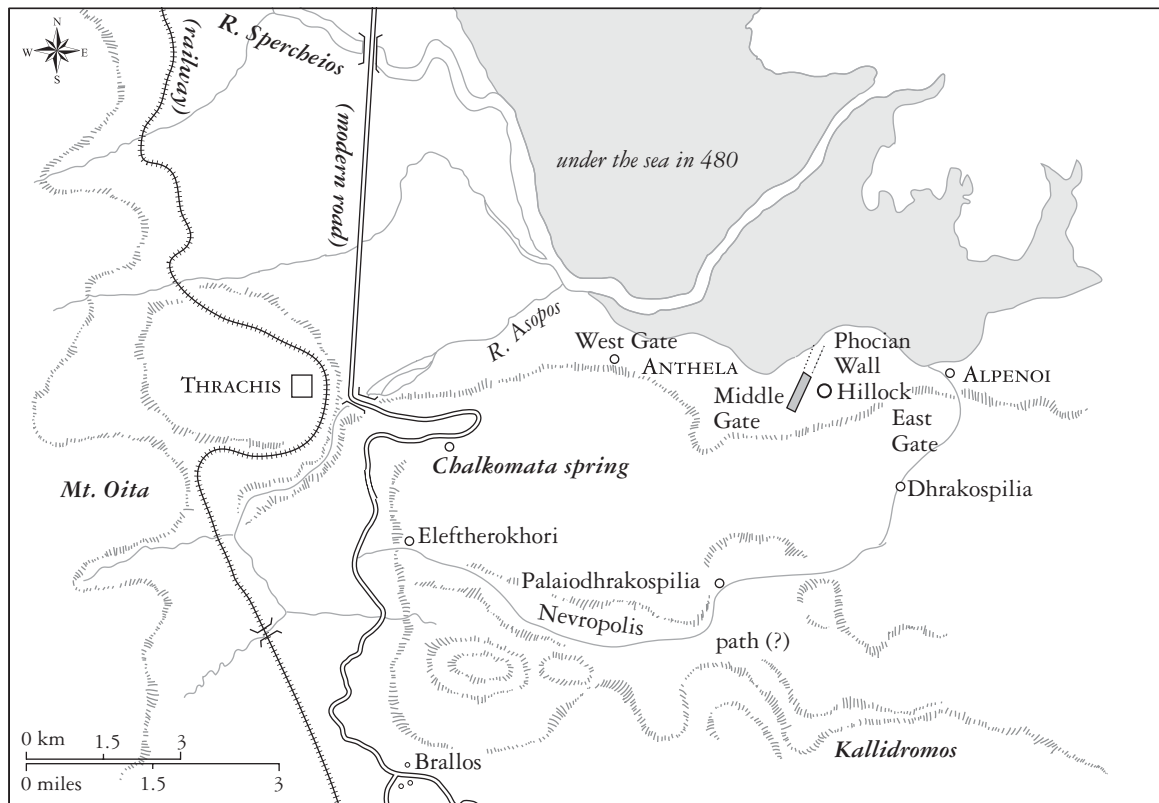 N
W E
S
(railway)
R. Spercheios
(modern road)
under the sea in 480
R. Asopos
West Gate
ANTHELA
Phocian
Wall
Middle
Gate
Hillock
ALPENOI
East
Gate
THRACHIS
Chalkomata spring
Mt. Oita
Dhrakospilia
Eleftherokhori
Palaiodhrakospilia
Nevropolis
path (?)
Kallidromos
Brallos
0 km 1.5 3
0 miles 1.5 3